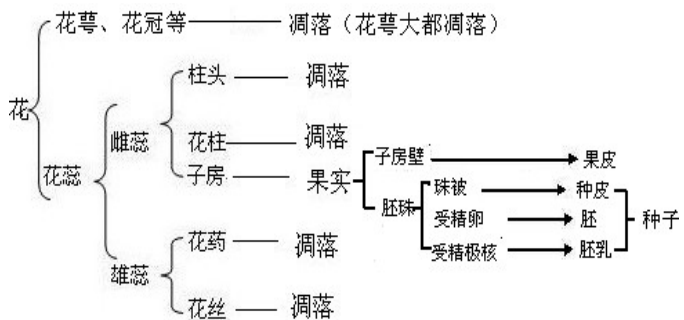 花萼、花冠等 凋落（花萼大都凋落）
柱头 凋落
花
雌蕊
花柱 凋落
子房壁 果皮
花蕊
子房 果实
珠被 种皮
胚珠
受精卵 胚 种子
花药 凋落
受精极核 胚乳
雄蕊
花丝 凋落